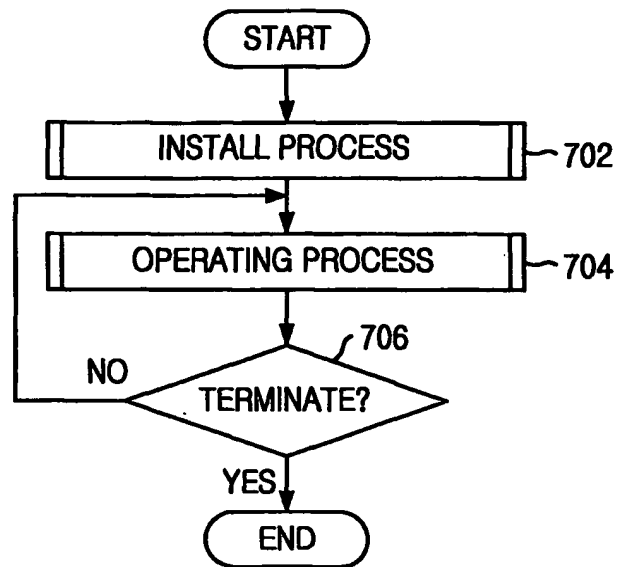 START
INSTALL PROCESS
702
OPERATING PROCESS
704
706
NO
TERMINATE?
YES
END